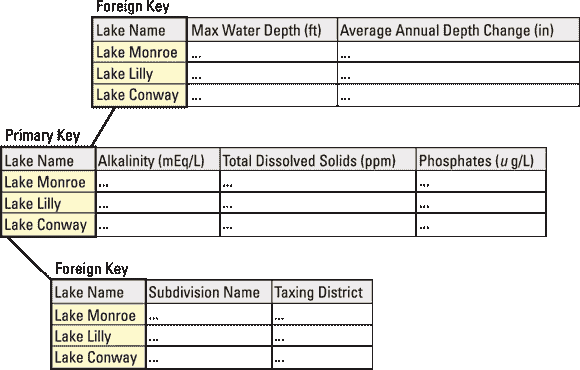 Foreign Key
Lake Name Max Water Depth (ft) Average Annual Depth Change (in)
Lake Monroe ... ...
Lake Lilly ... ...
Lake Conway ... ...
Primary Key
Lake Name Alkalinity (mEq/L) Total Dissolved Solids (ppm) Phosphates (u g/L)
Lake Monroe ... ... ...
Lake Lilly ... ... ...
Lake Conway ... ... ...
Foreign Key
Lake Name Subdivision Name Taxing District
Lake Monroe ... ...
Lake Lilly ... ...
Lake Conway ... ...